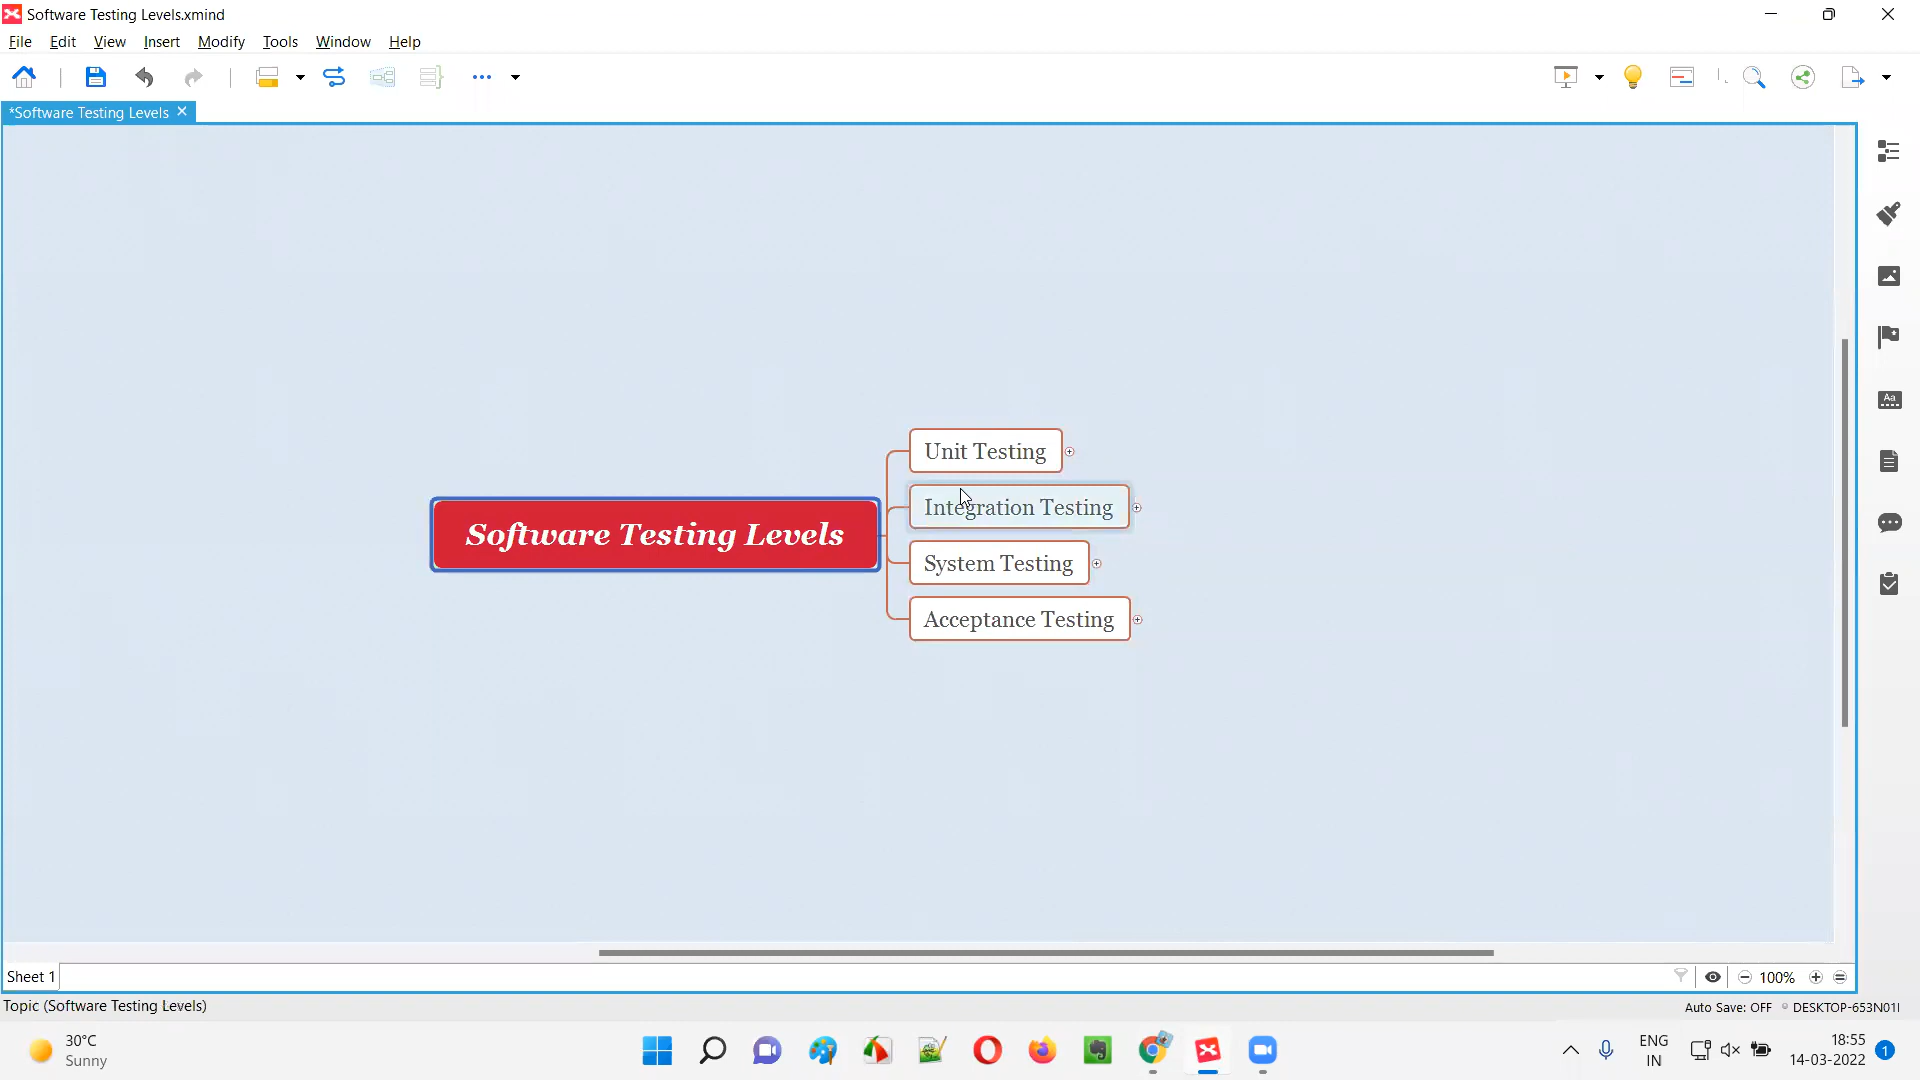 Software Testing Levels.xmind
File Edit View Insert Modify Tools Window Help
*Software Testing Levels
Unit Testing
Integration Testing
Software Testing Levels
System Testing
Acceptance Testing
Sheet 1
100%
Topic (Software Testing Levels)
Auto Save: OFF DESKTOP-653N01I
30°C
Sunny
ENG
IN
18:55
14-03-2022
1